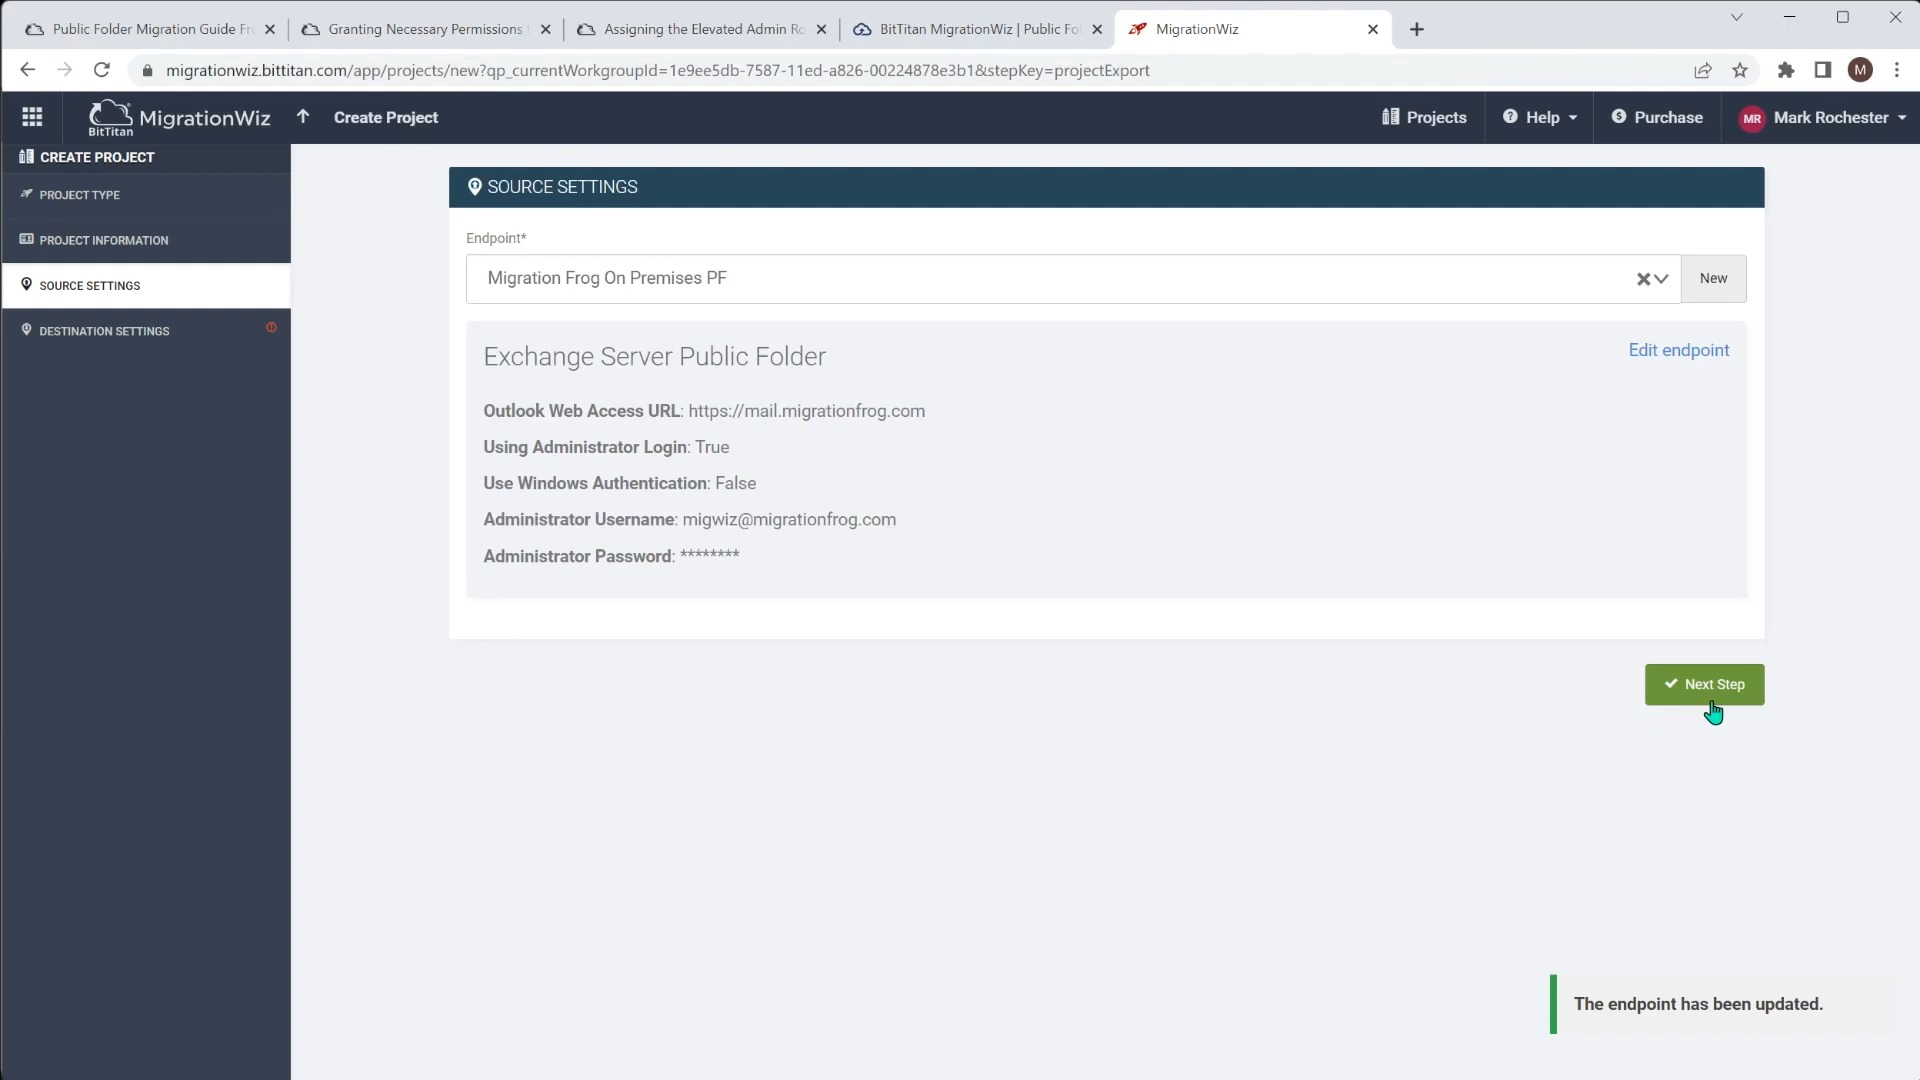 Public Folder Migration Guide Fr
Granting Necessary Permissions
Assigning the Elevated Admin Ro
BitTitan MigrationWiz | Public Fol
MigrationWiz
migrationwiz.bittitan.com/app/projects/new?qp_currentWorkgroupId=1e9ee5db-7587-11ed-a826-00224878e3b1&stepKey=projectExport
M
BitTitan MigrationWiz
Create Project
Projects
Help
Purchase
MR Mark Rochester
CREATE PROJECT
PROJECT TYPE
PROJECT INFORMATION
SOURCE SETTINGS
DESTINATION SETTINGS
SOURCE SETTINGS
Endpoint*
Migration Frog On Premises PF
New
Exchange Server Public Folder
Edit endpoint
Outlook Web Access URL: https://mail.migrationfrog.com
Using Administrator Login: True
Use Windows Authentication: False
Administrator Username: migwiz@migrationfrog.com
Administrator Password: ********
Next Step
The endpoint has been updated.